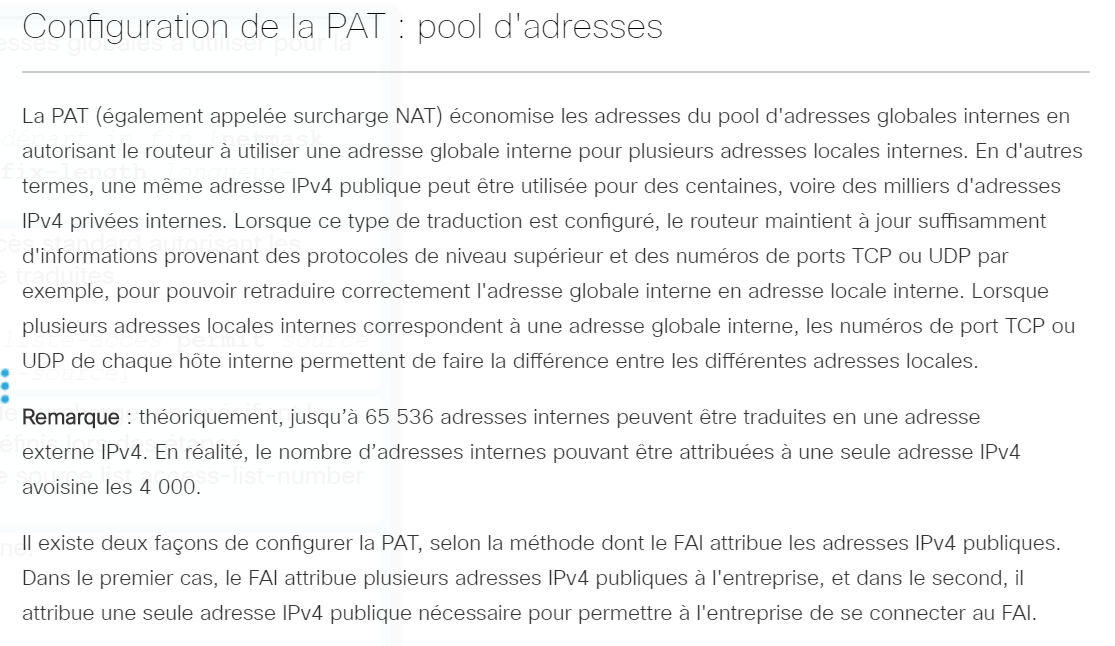 Configuration de la PAT : pool d'adresses
La PAT (également appelée surcharge NAT) économise les adresses du pool d'adresses globales internes en
autorisant le routeur à utiliser une adresse globale interne pour plusieurs adresses locales internes. En d'autres
termes, une même adresse IPv4 publique peut être utilisée pour des centaines, voire des milliers d'adresses
IPv4 privées internes. Lorsque ce type de traduction est configuré, le routeur maintient à jour suffisamment
d'informations provenant des protocoles de niveau supérieur et des numéros de ports TCP ou UDP par
exemple, pour pouvoir retraduire correctement l'adresse globale interne en adresse locale interne. Lorsque
plusieurs adresses locales internes correspondent à une adresse globale interne, les numéros de port TCP ou
UDP de chaque hôte interne permettent de faire la différence entre les différentes adresses locales.
Remarque : théoriquement, jusqu’à 65 536 adresses internes peuvent être traduites en une adresse
externe IPv4. En réalité, le nombre d’adresses internes pouvant être attribuées à une seule adresse IPv4
avoisine les 4 000.
Il existe deux façons de configurer la PAT, selon la méthode dont le FAI attribue les adresses IPv4 publiques.
Dans le premier cas, le FAI attribue plusieurs adresses IPv4 publiques à l'entreprise, et dans le second, il
attribue une seule adresse IPv4 publique nécessaire pour permettre à l'entreprise de se connecter au FAI.